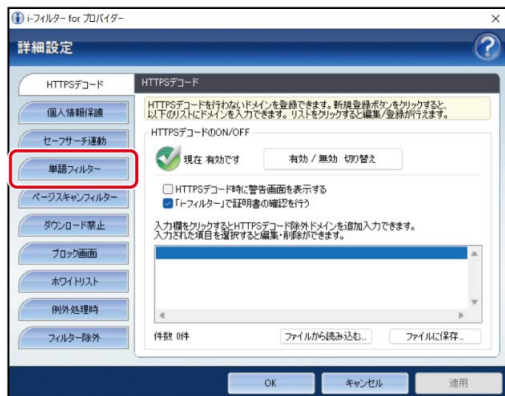 i-フィルター for プロバイダー
詳細設定
HTTPSデコード
個人情報保護
セーフサーチ連動
単語フィルター
ページスキャンフィルター
ダウンロード禁止
ブロック画面
ホワイトリスト
例外処理時
フィルター除外
HTTPSデコード
HTTPSデコードを行わないドメインを登録できます。新規登録ボタンをクリックすると、
以下のリストにドメインを入力できます。リストをクリックすると編集/登録が行えます。
HTTPSデコードのON/OFF
現在 有効です
有効 / 無効 切り替え
HTTPSデコード時に警告画面を表示する
「i-フィルター」で証明書の確認を行う
入力欄をクリックするとHTTPSデコード除外ドメインを追加入力できます。
入力された項目を選択すると編集・削除ができます。
件数 0件
ファイルから読み込む...
ファイルに保存...
OK
キャンセル
適用